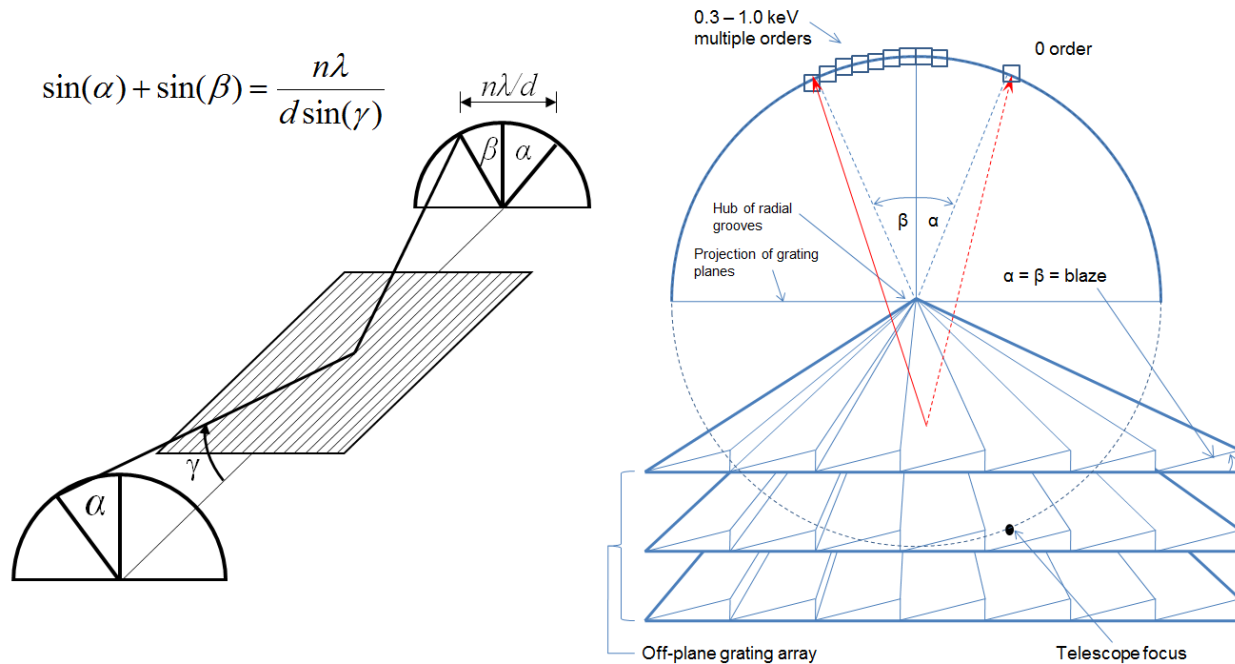 sin(α) + sin(β) = nλ / d sin(γ)
nλ/d
β
α
γ
α
0.3 – 1.0 keV
multiple orders
0 order
β
α
Hub of radial
grooves
Projection of grating
planes
α = β = blaze
Off-plane grating array
Telescope focus